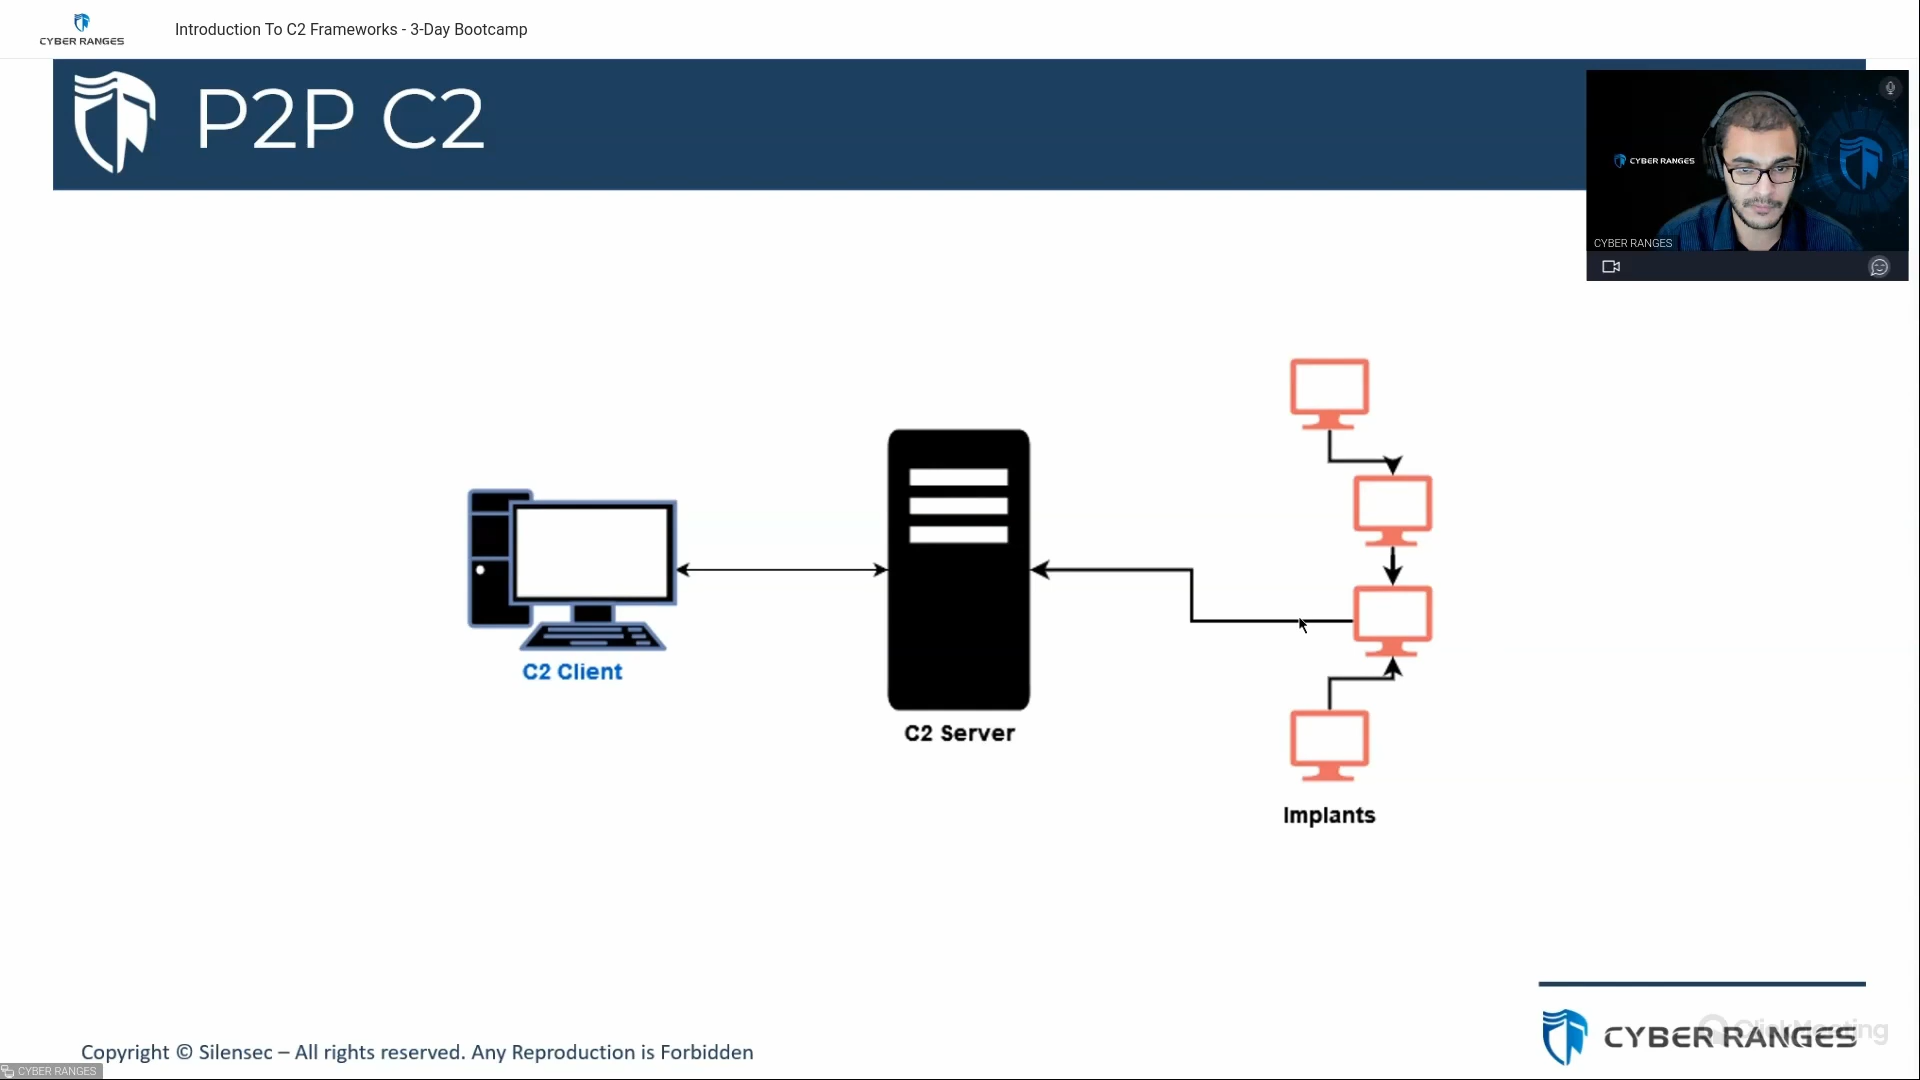 CYBER RANGES
Introduction To C2 Frameworks - 3-Day Bootcamp
P2P C2
CYBER RANGES
CYBER RANGES
C2 Client
C2 Server
Implants
CYBER RANGES
ClickMeeting
Copyright © Silensec – All rights reserved. Any Reproduction is Forbidden
CYBER RANGES